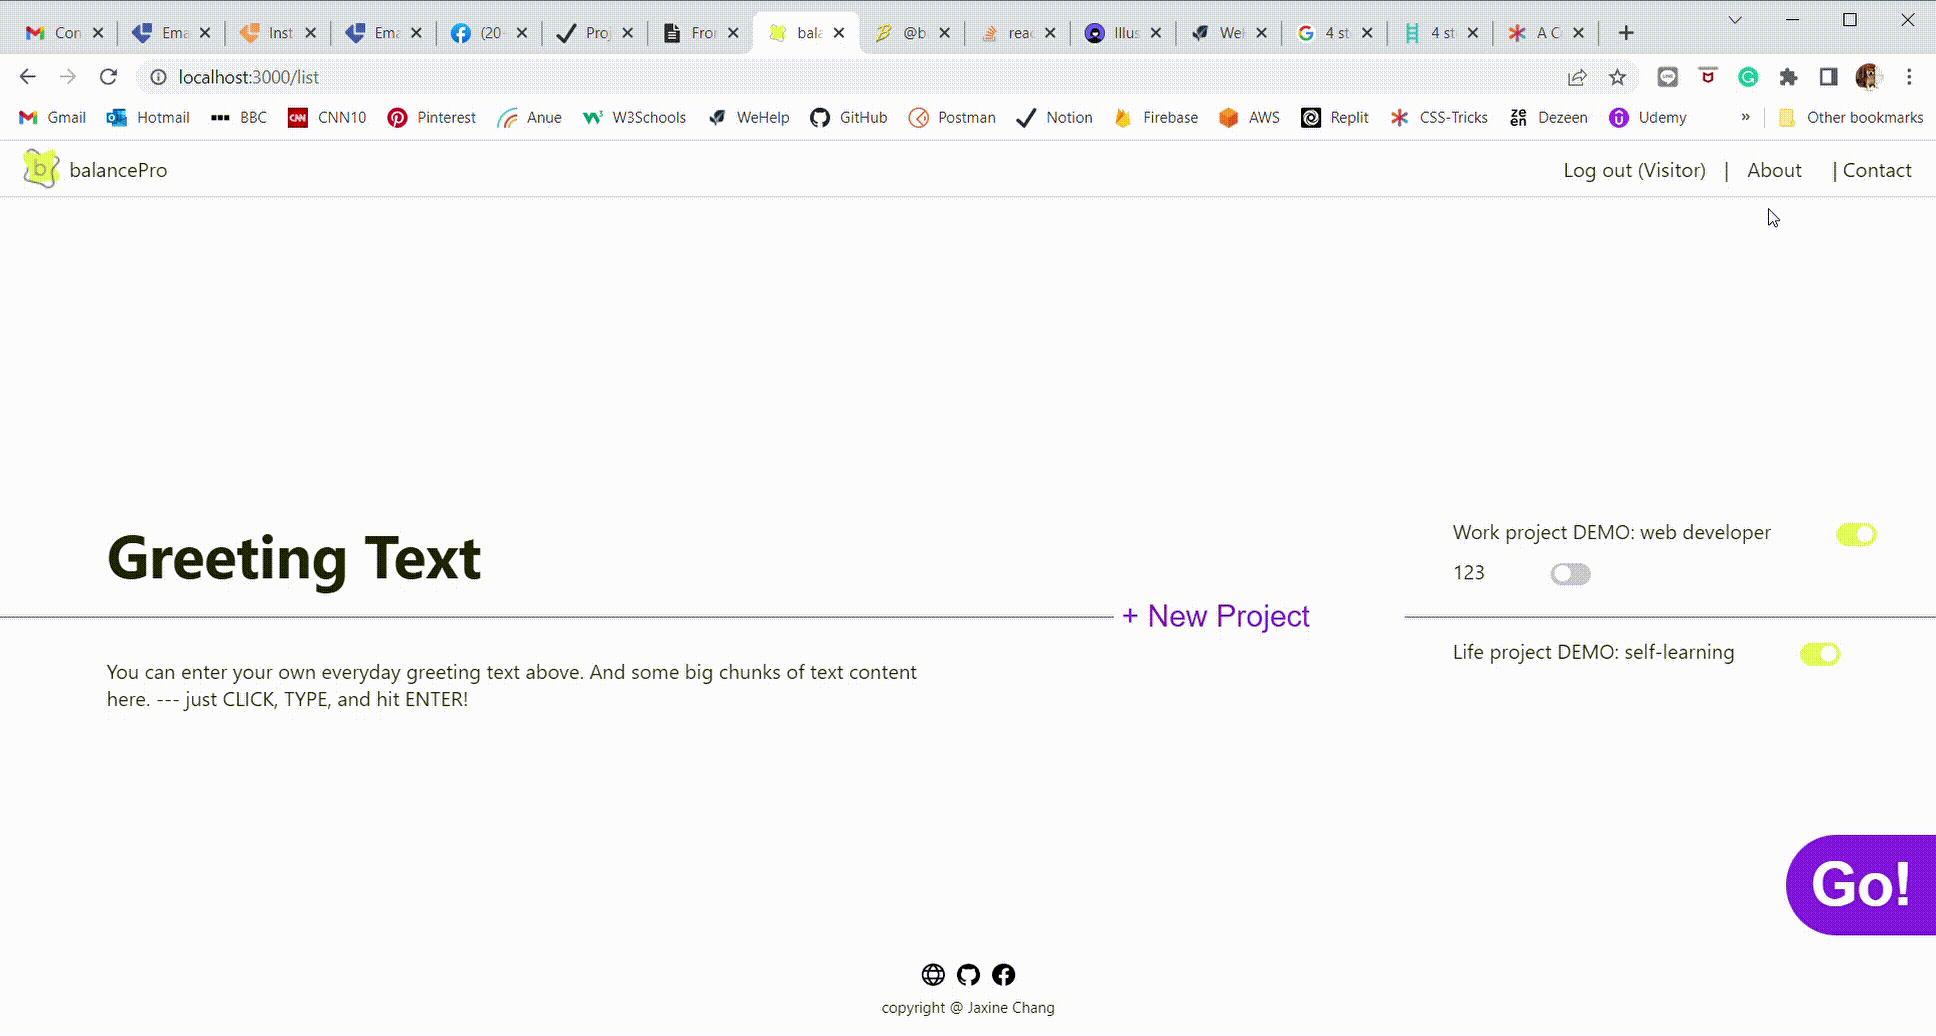 Con Ema Inst Ema (20 Proj Fron bala @b reac Illus Wel 4 st 4 st A C
localhost:3000/list
Gmail Hotmail BBC CNN10 Pinterest Anue W3Schools WeHelp GitHub Postman Notion Firebase AWS Replit CSS-Tricks Dezeen Udemy » Other bookmarks
b balancePro Log out (Visitor) | About | Contact
Work project DEMO: web developer
Greeting Text
123
+ New Project
Life project DEMO: self-learning
You can enter your own everyday greeting text above. And some big chunks of text content
here. --- just CLICK, TYPE, and hit ENTER!
Go!
copyright @ Jaxine Chang